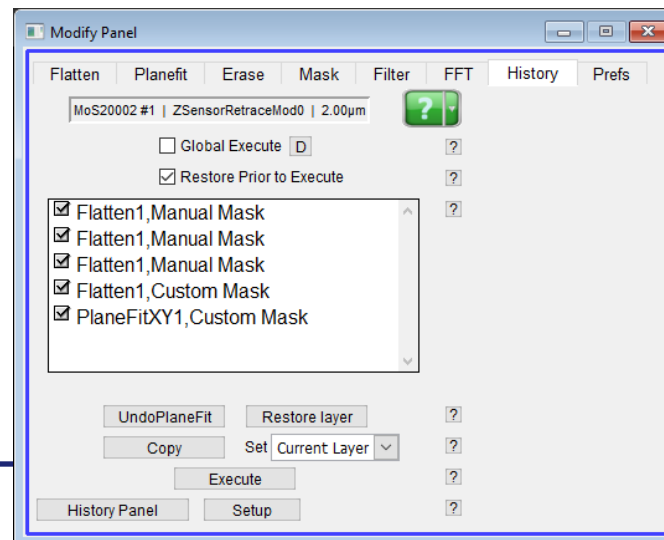 Modify Panel
Flatten Planefit Erase Mask Filter FFT History Prefs
MoS20002 #1 | ZSensorRetraceMod0 | 2.00µm ?
Global Execute D ?
Restore Prior to Execute ?
Flatten1,Manual Mask ?
Flatten1,Manual Mask
Flatten1,Manual Mask
Flatten1,Custom Mask
PlaneFitXY1,Custom Mask
UndoPlaneFit Restore layer ?
Copy Set Current Layer ?
Execute ?
History Panel Setup ?